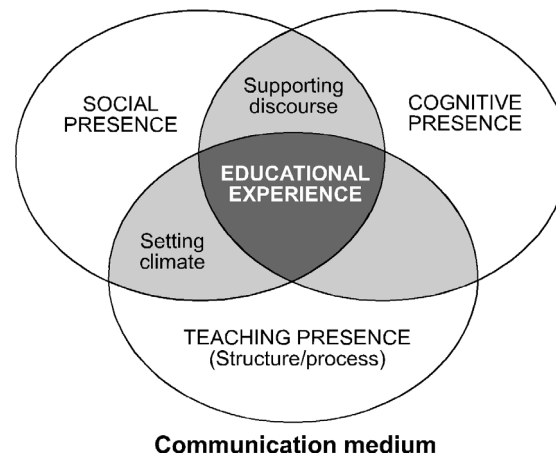 Supporting
discourse
SOCIAL
PRESENCE
COGNITIVE
PRESENCE
EDUCATIONAL
EXPERIENCE
Setting
climate
TEACHING PRESENCE
(Structure/process)
Communication medium